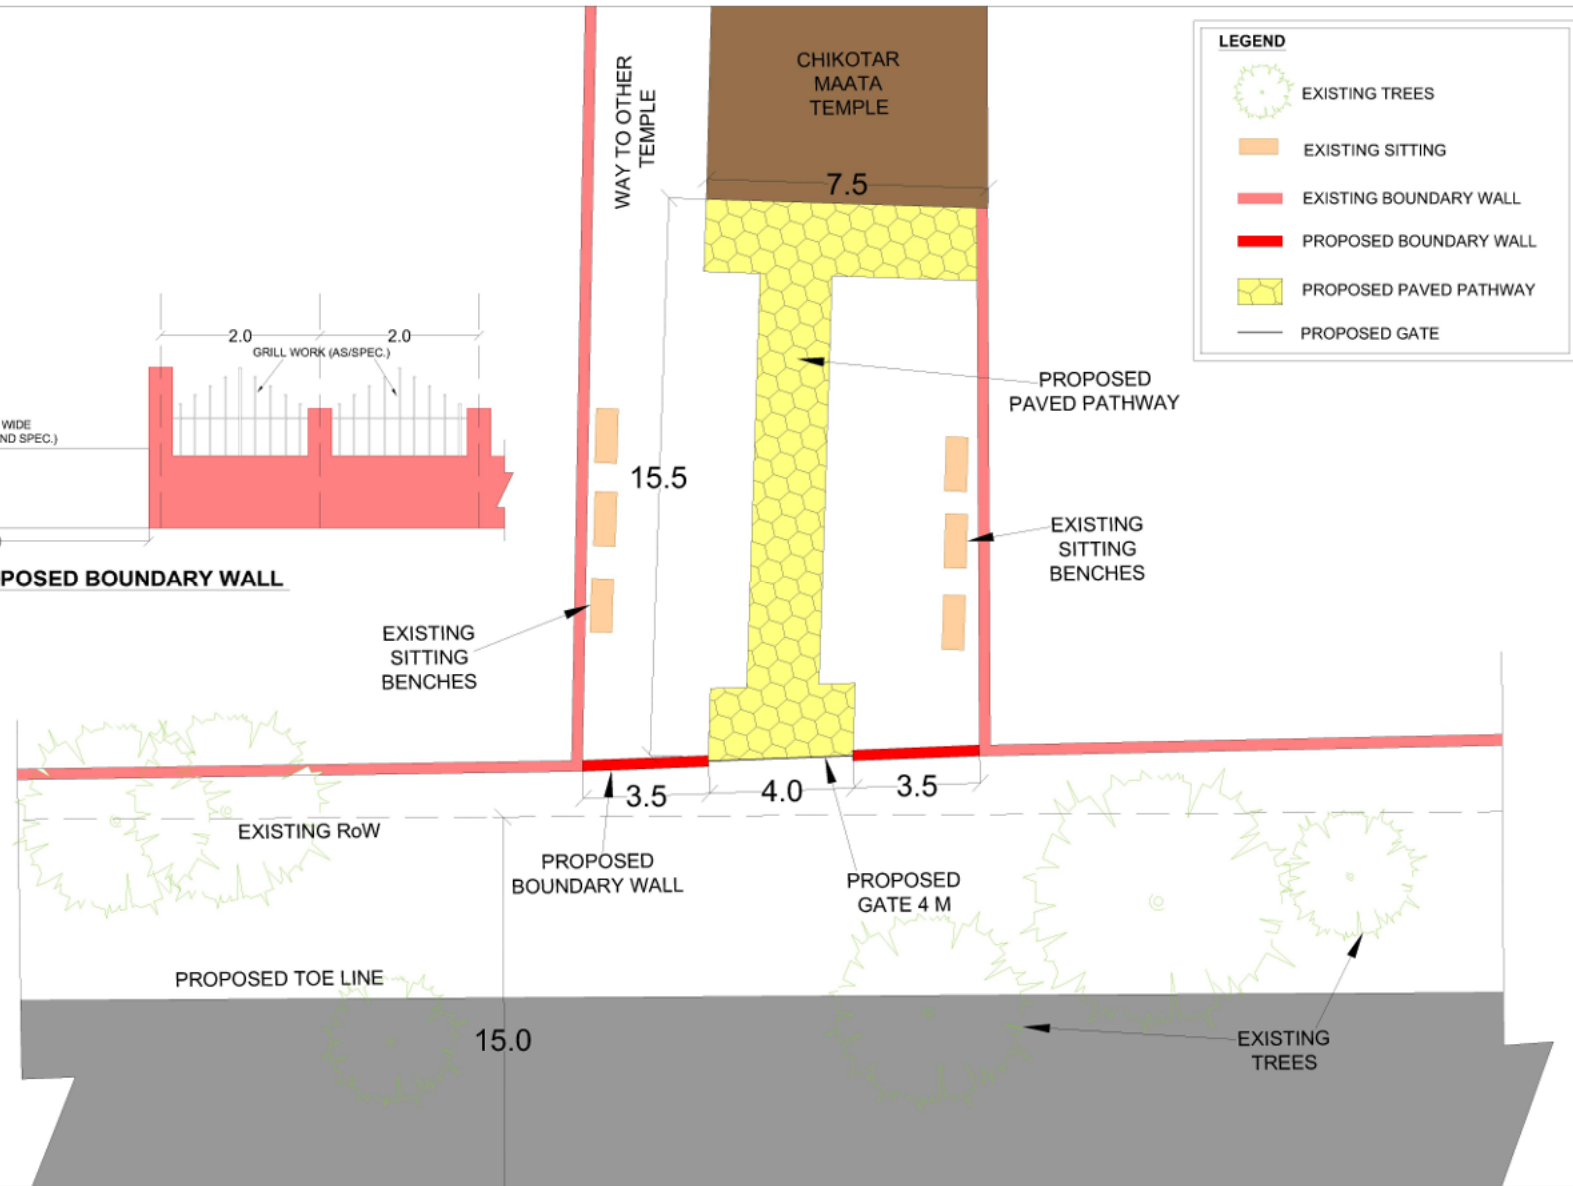 CHIKOTAR
MAATA
TEMPLE
WAY TO OTHER
TEMPLE
7.5
LEGEND
EXISTING TREES
EXISTING SITTING
EXISTING BOUNDARY WALL
PROPOSED BOUNDARY WALL
PROPOSED PAVED PATHWAY
PROPOSED GATE
2.0
2.0
GRILL WORK (AS/SPEC.)
WIDE
ND SPEC.)
POSED BOUNDARY WALL
PROPOSED
PAVED PATHWAY
15.5
EXISTING
SITTING
BENCHES
EXISTING
SITTING
BENCHES
3.5
4.0
3.5
EXISTING RoW
PROPOSED
BOUNDARY WALL
PROPOSED
GATE 4 M
PROPOSED TOE LINE
15.0
EXISTING
TREES